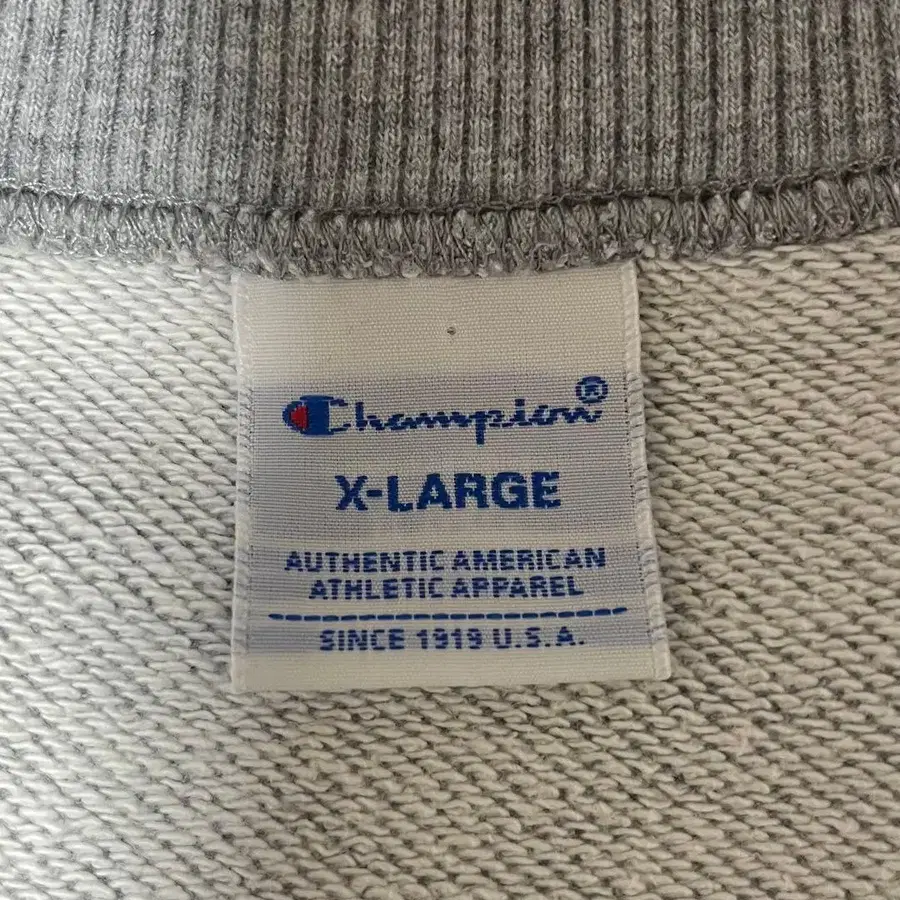 Champion®
X-LARGE
AUTHENTIC AMERICAN
ATHLETIC APPAREL
SINCE 1919 U.S.A.